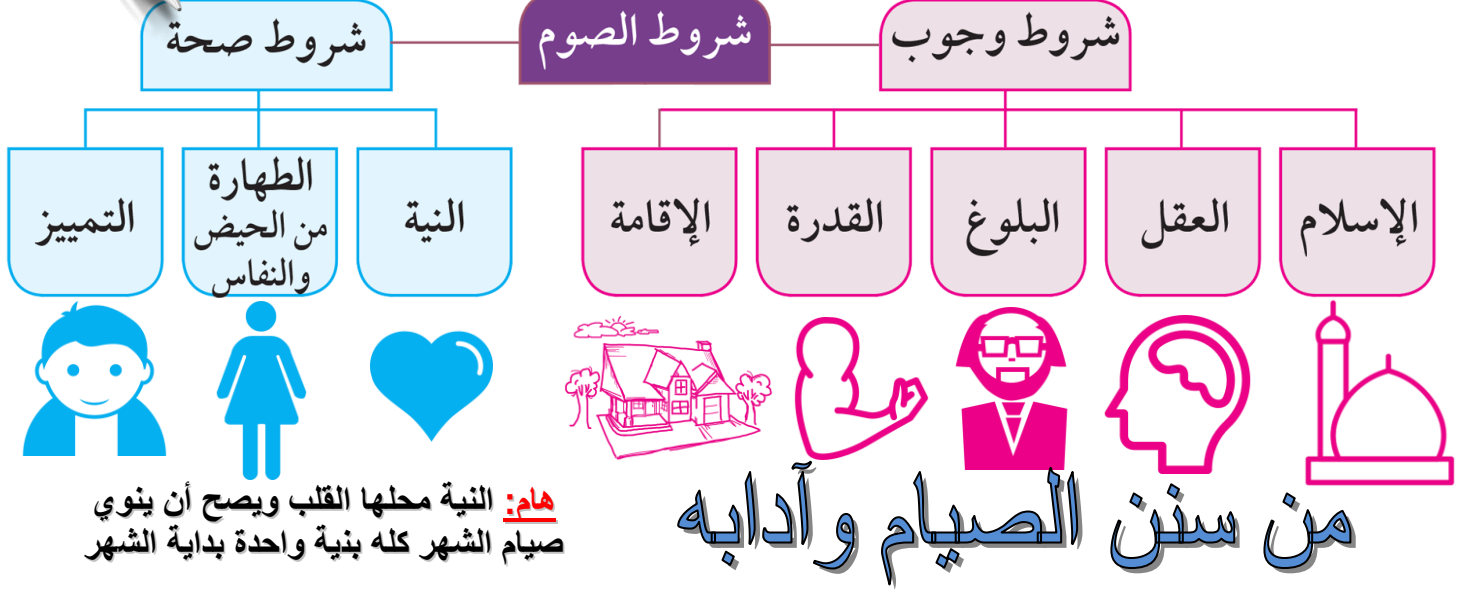 شروط الصوم
شروط وجوب
شروط صحة
الإسلام
العقل
البلوغ
القدرة
الإقامة
النية
الطهارة
من الحيض
والنفاس
التمييز
هام: النية محلها القلب ويصح أن ينوي
صيام الشهر كله بنية واحدة بداية الشهر
من سنن الصيام وآدابه